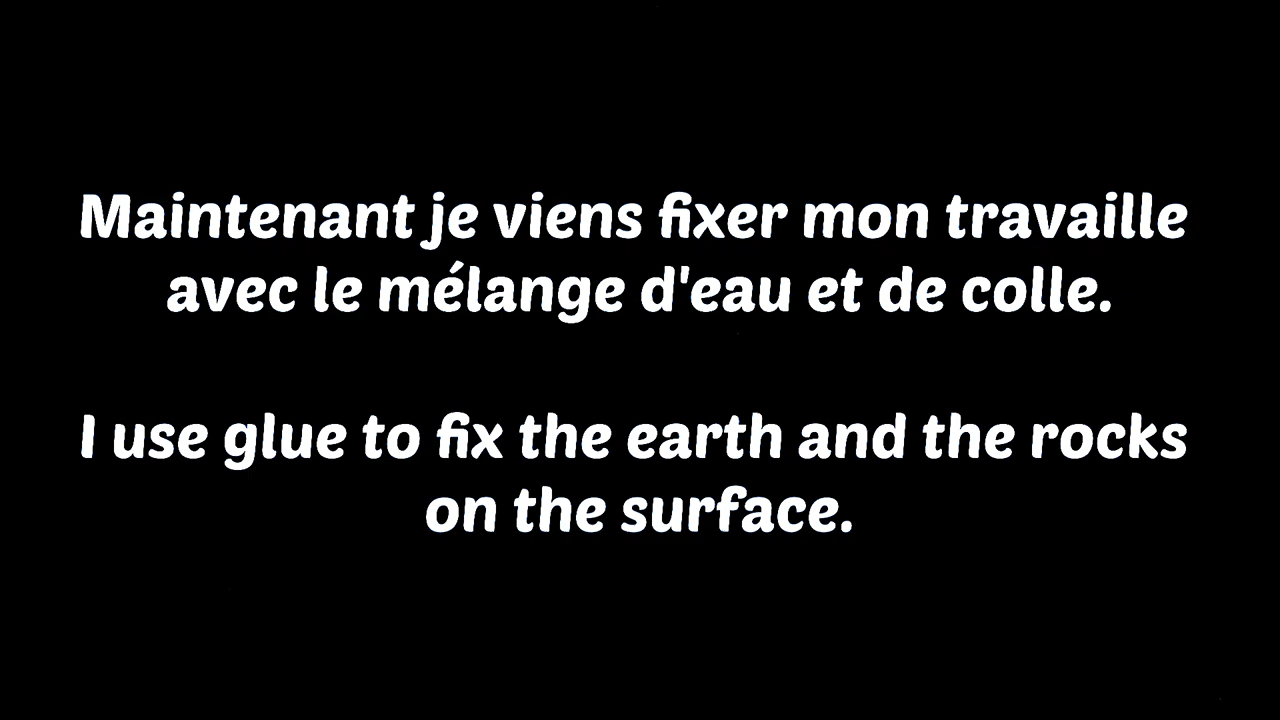 Maintenant je viens fixer mon travaille
avec le mélange d'eau et de colle.
I use glue to fix the earth and the rocks
on the surface.